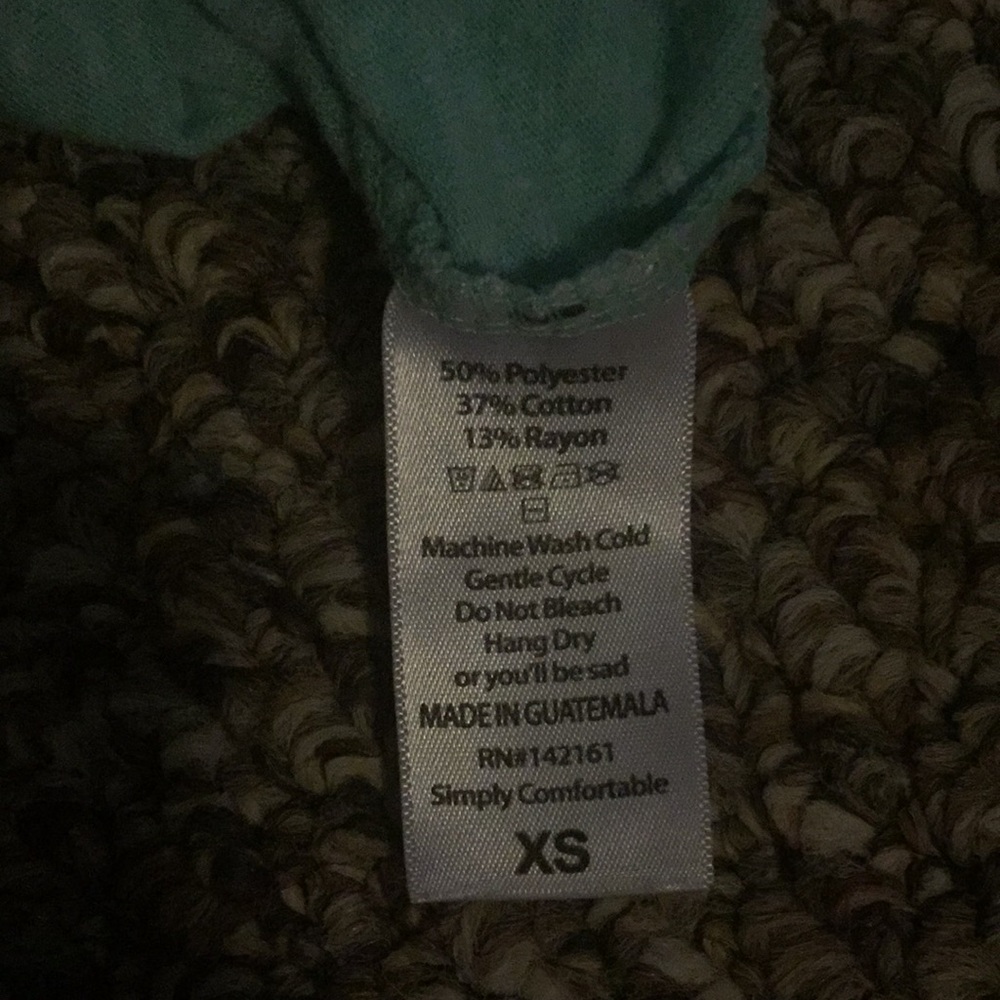 50% Polyester
37% Cotton
13% Rayon
Machine Wash Cold
Gentle Cycle
Do Not Bleach
Hang Dry
or you'll be sad
MADE IN GUATEMALA
RN#142161
Simply Comfortable
XS